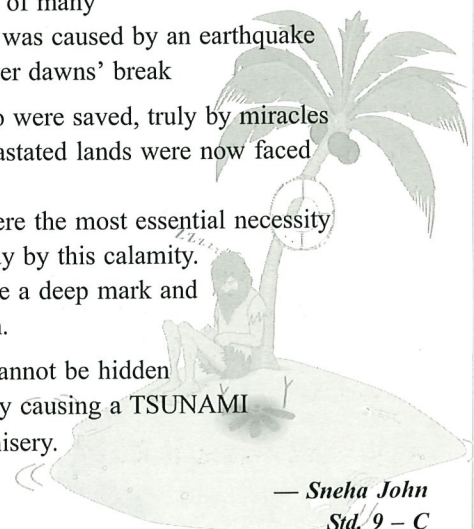 of many
was caused by an earthquake
er dawns' break
were saved, truly by miracles
astated lands were now faced
ere the most essential necessity
Zzzzzz
y by this calamity.
e a deep mark and
annot be hidden
y causing a TSUNAMI
isery.
— Sneha John
Std. 9 – C